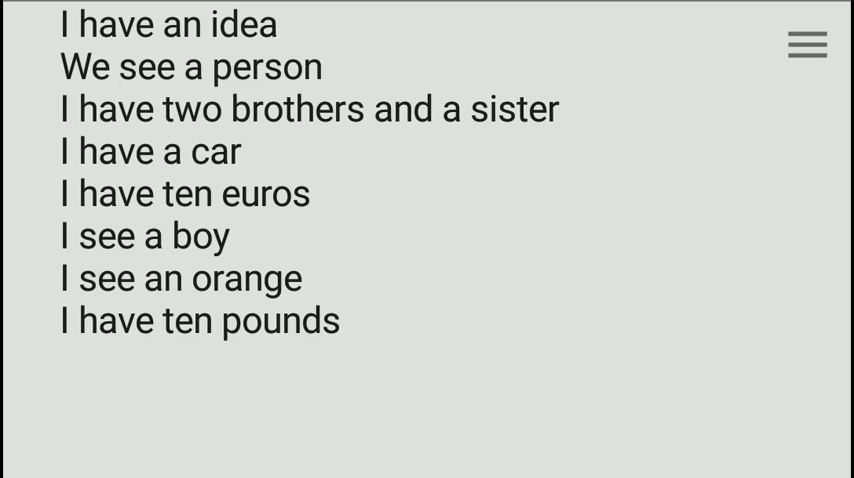 I have an idea
We see a person
I have two brothers and a sister
I have a car
I have ten euros
I see a boy
I see an orange
I have ten pounds